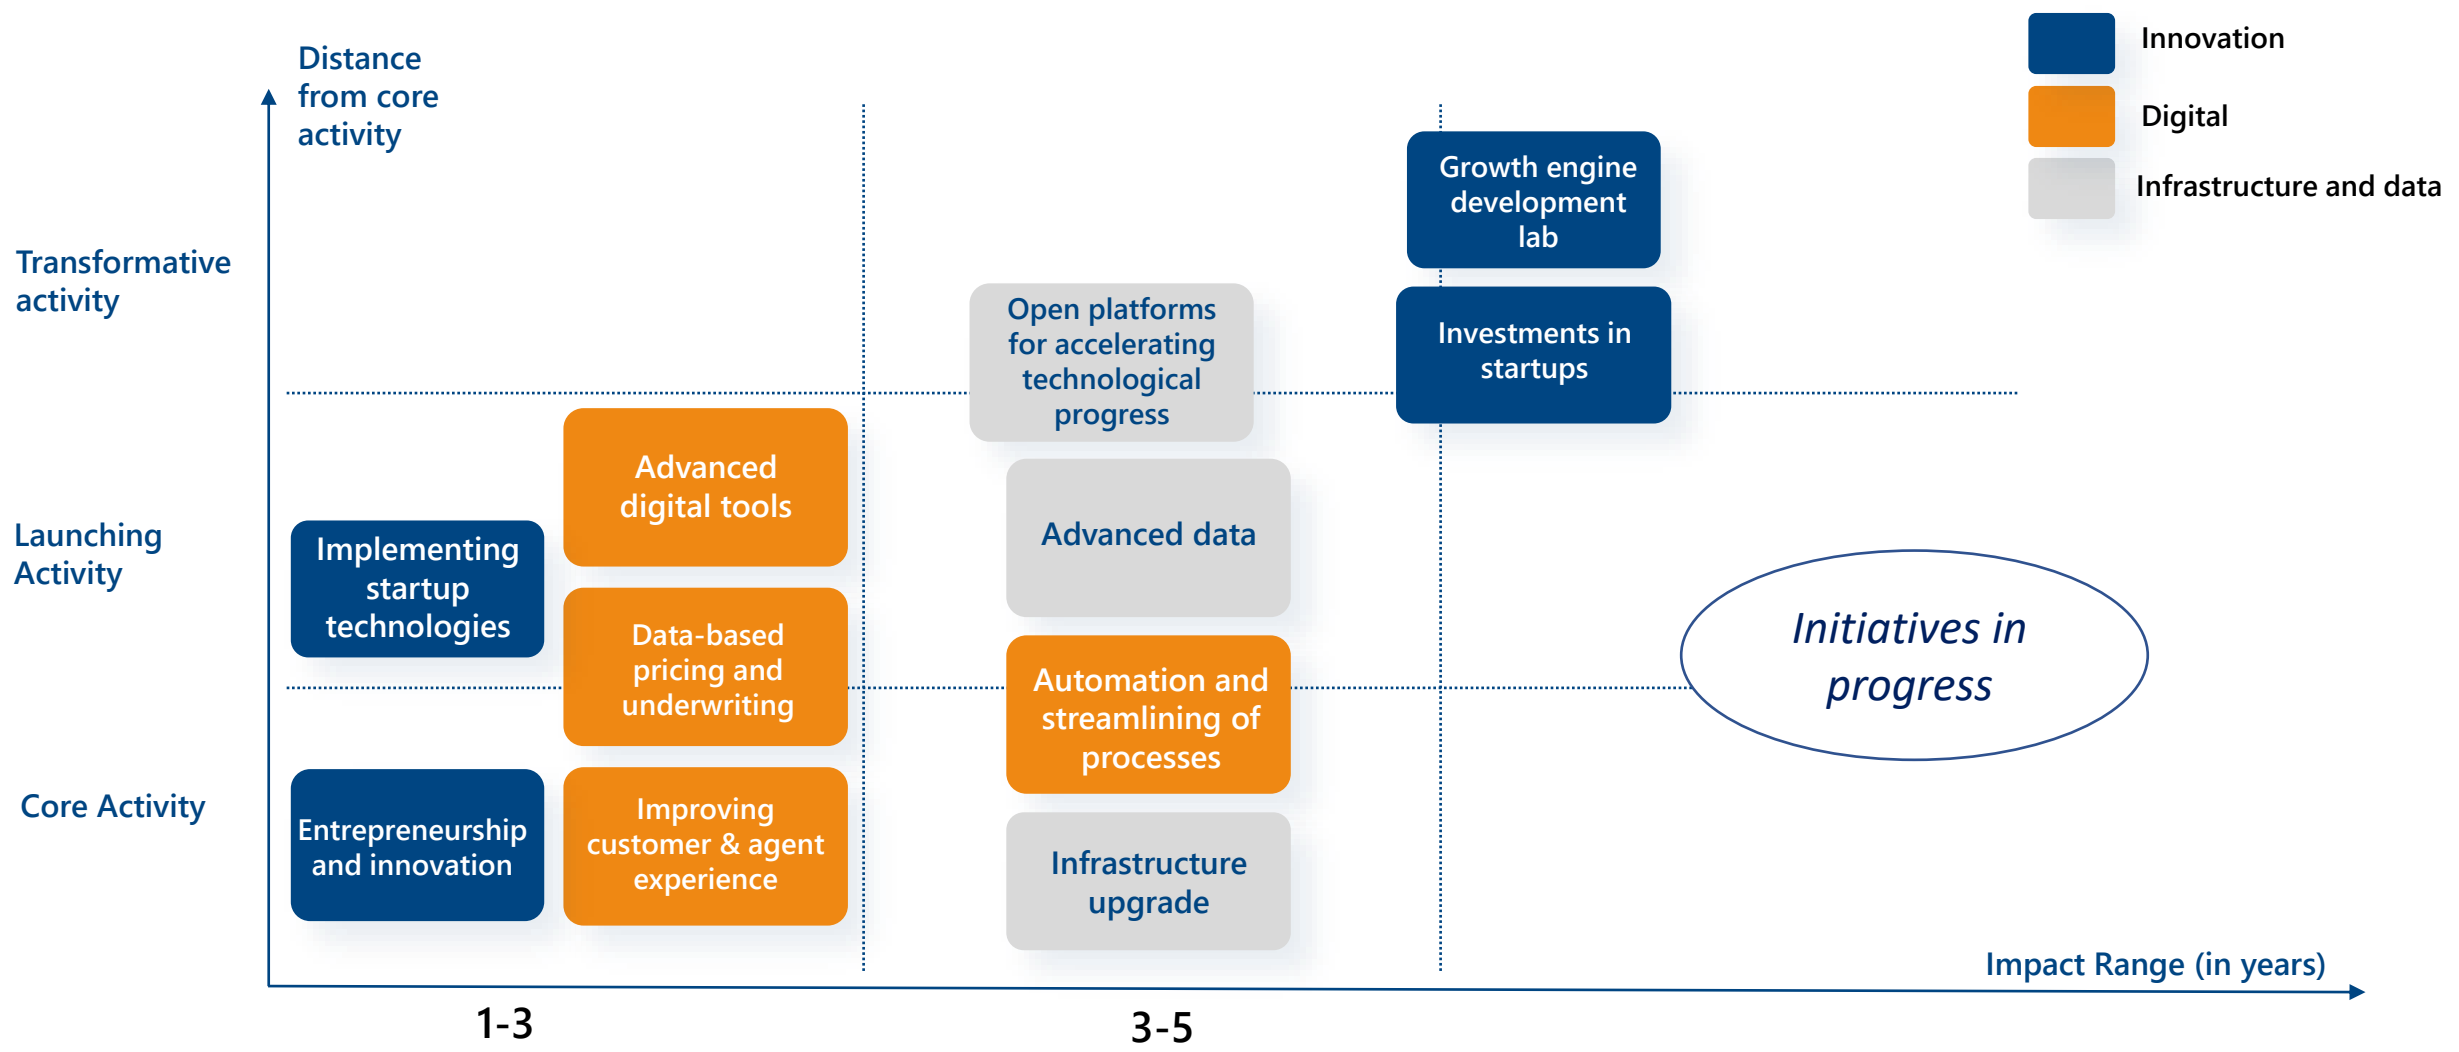 Distance
from core
activity
Innovation
Digital
Infrastructure and data
Transformative
activity
Growth engine
development
lab
Open platforms
for accelerating
technological
progress
Investments in
startups
Launching
Activity
Implementing
startup
technologies
Advanced
digital tools
Data-based
pricing and
underwriting
Advanced data
Automation and
streamlining of
processes
Initiatives in
progress
Core Activity
Entrepreneurship
and innovation
Improving
customer & agent
experience
Infrastructure
upgrade
Impact Range (in years)
1-3
3-5